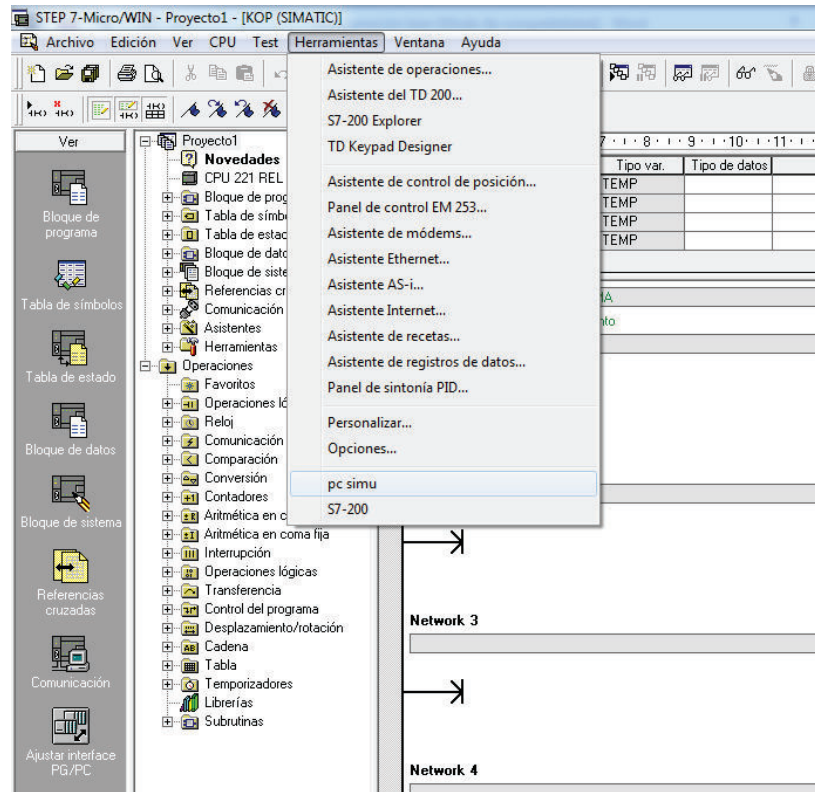 STEP 7-Micro/WIN - Proyecto1 - [KOP (SIMATIC)]
Archivo Edición Ver CPU Test Herramientas Ventana Ayuda
Asistente de operaciones...
Asistente del TD 200...
S7-200 Explorer
TD Keypad Designer
Asistente de control de posición...
Panel de control EM 253...
Asistente de módems...
Asistente Ethernet...
Asistente AS-i...
Asistente Internet...
Asistente de recetas...
Asistente de registros de datos...
Panel de sintonía PID...
Personalizar...
Opciones...
pc simu
S7-200
Ver
Bloque de
programa
Tabla de símbolos
Tabla de estado
Bloque de datos
Bloque de sistema
Referencias
cruzadas
Comunicación
Ajustar interface
PG/PC
Proyecto1
Novedades
CPU 221 REL
Bloque de prog
Tabla de símb
Tabla de estad
Bloque de dato
Bloque de siste
Referencias cr
Comunicación
Asistentes
Herramientas
Operaciones
Favoritos
Operaciones ló
Reloj
Comunicación
Comparación
Conversión
Contadores
Aritmética en c
Aritmética en coma fija
Interrupción
Operaciones lógicas
Transferencia
Control del programa
Desplazamiento/rotación
Cadena
Tabla
Temporizadores
Librerías
Subrutinas
7 8 9 10 11
Tipo var. Tipo de datos
TEMP
TEMP
TEMP
TEMP
Network 3
Network 4